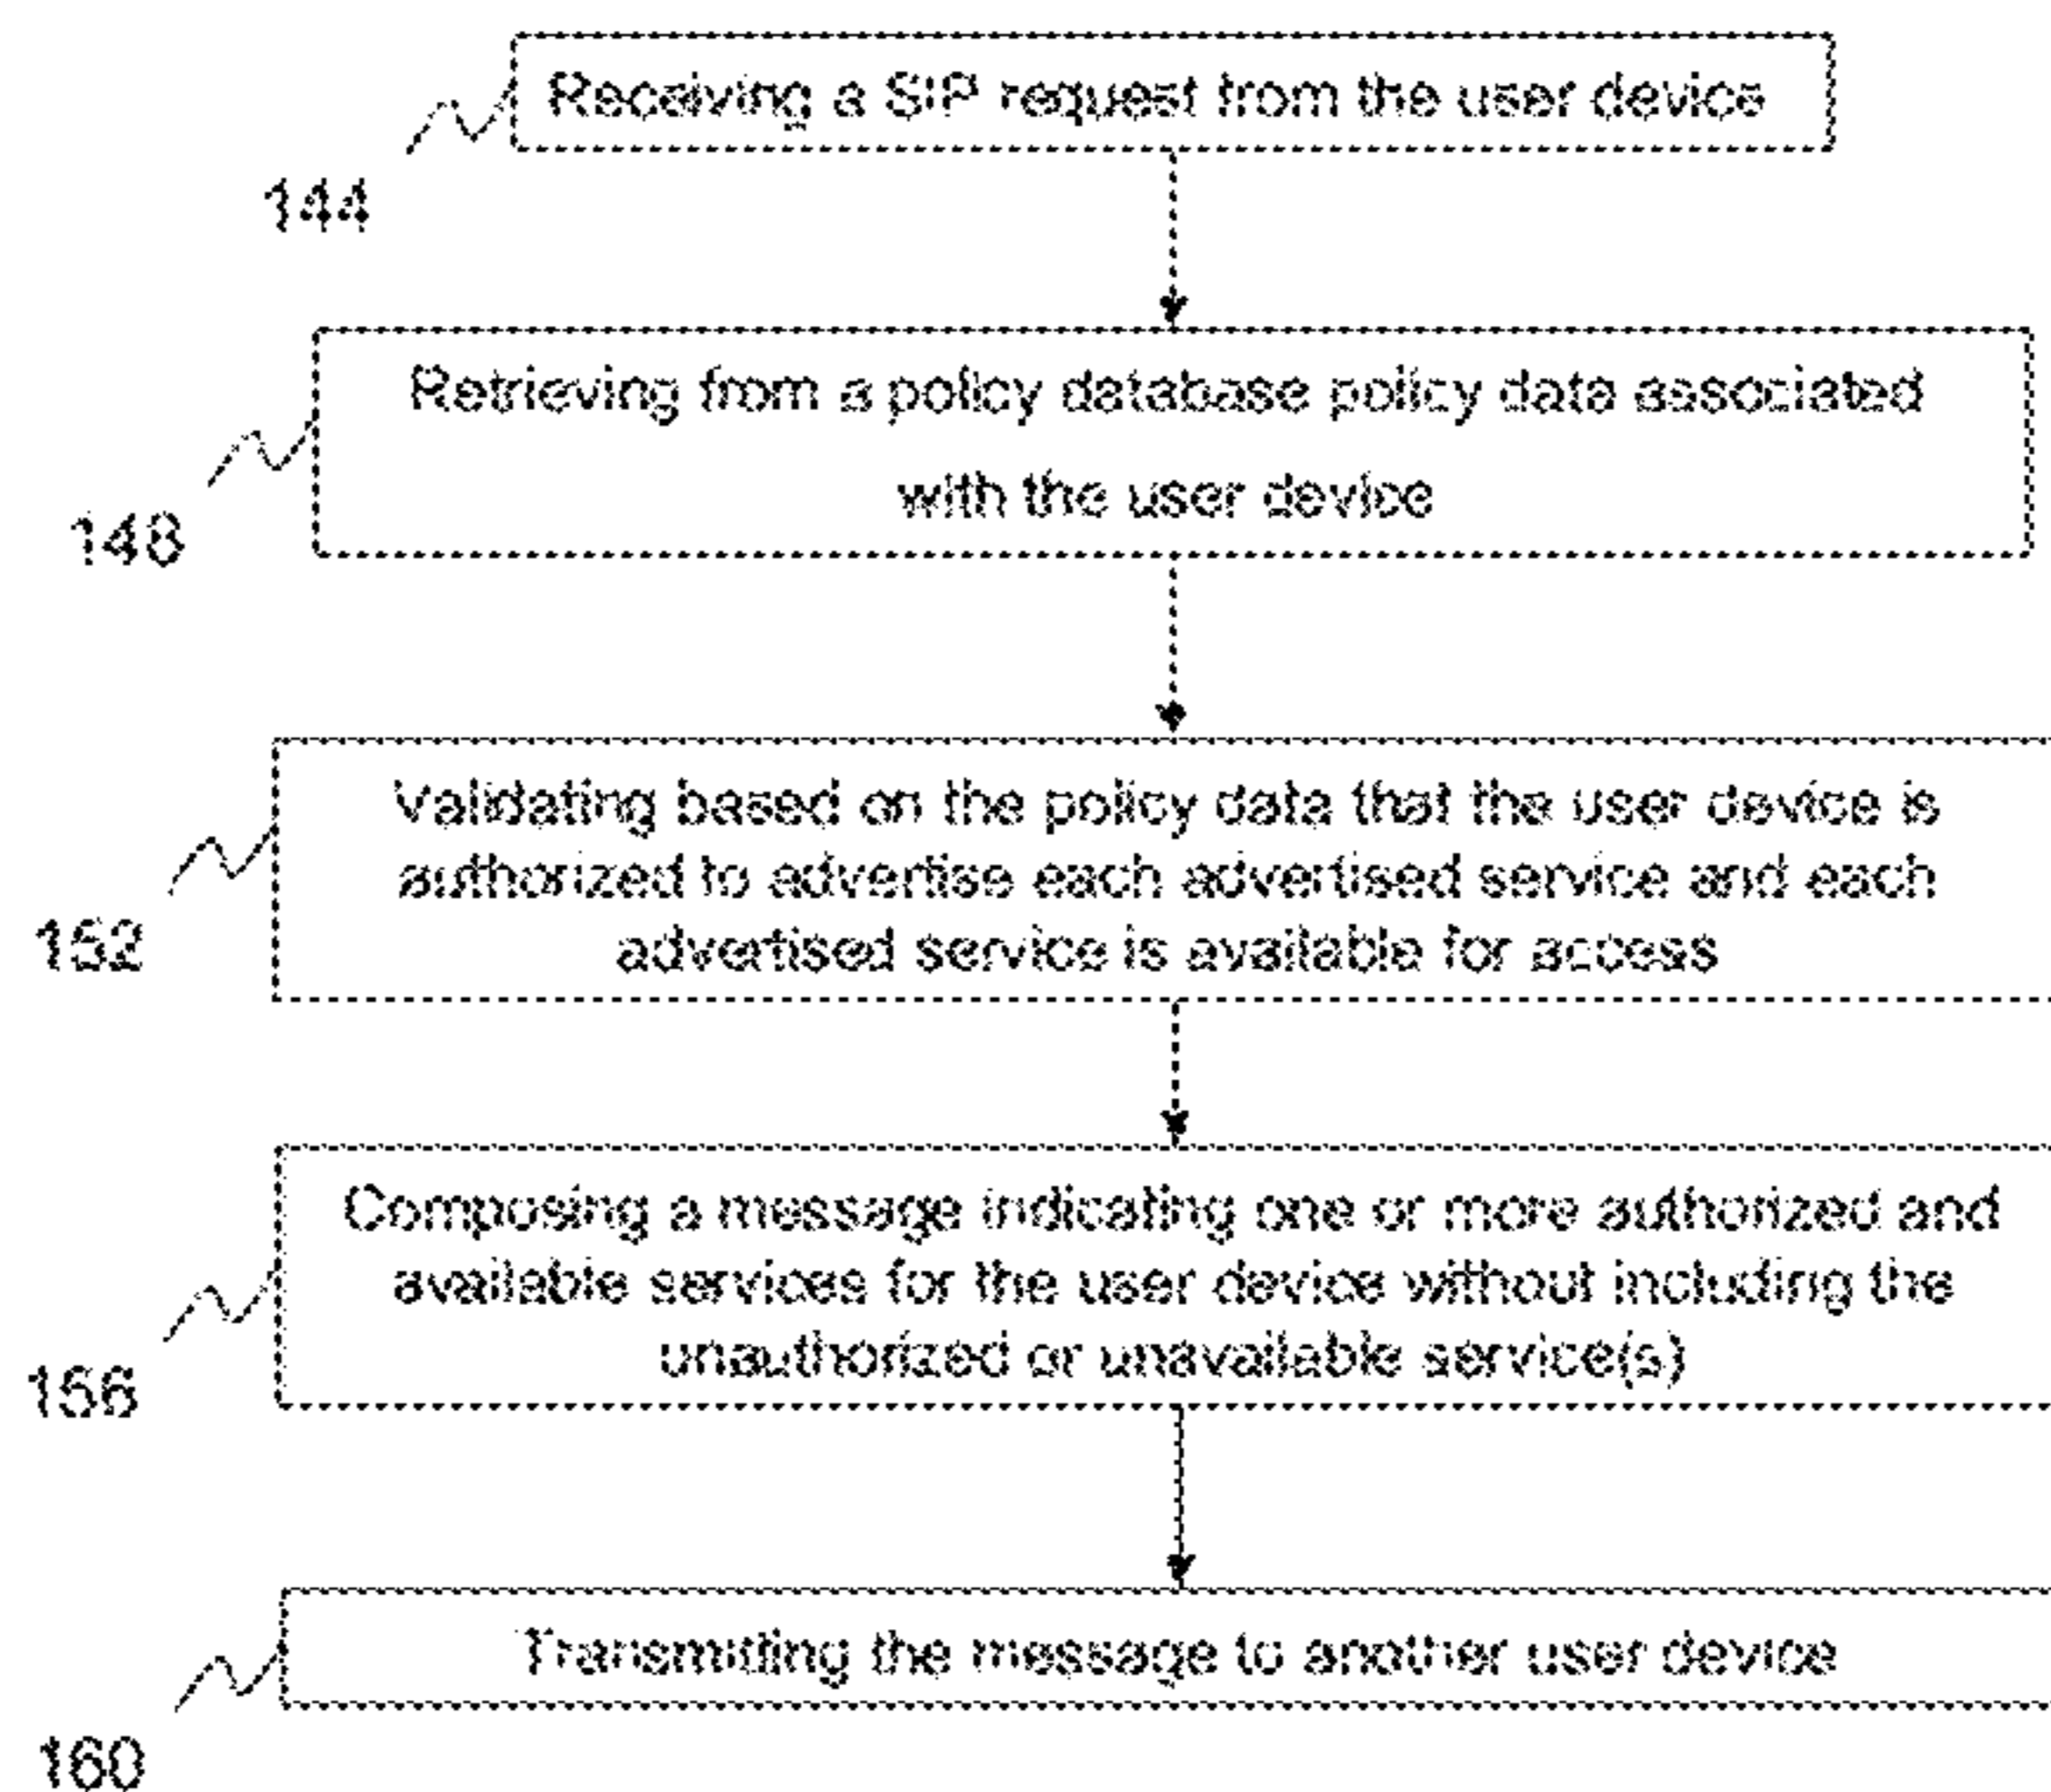 Receiving a SIP request from the user device
144
Retrieving from a policy database policy data associated
with the user device
148
Validating based on the policy data that the user device is
authorized to advertise each advertised service and each
advertised service is available for access
152
Composing a message indicating one or more authorized and
available services for the user device without including the
unauthorized or unavailable service(s)
156
Transmitting the message to another user device
160